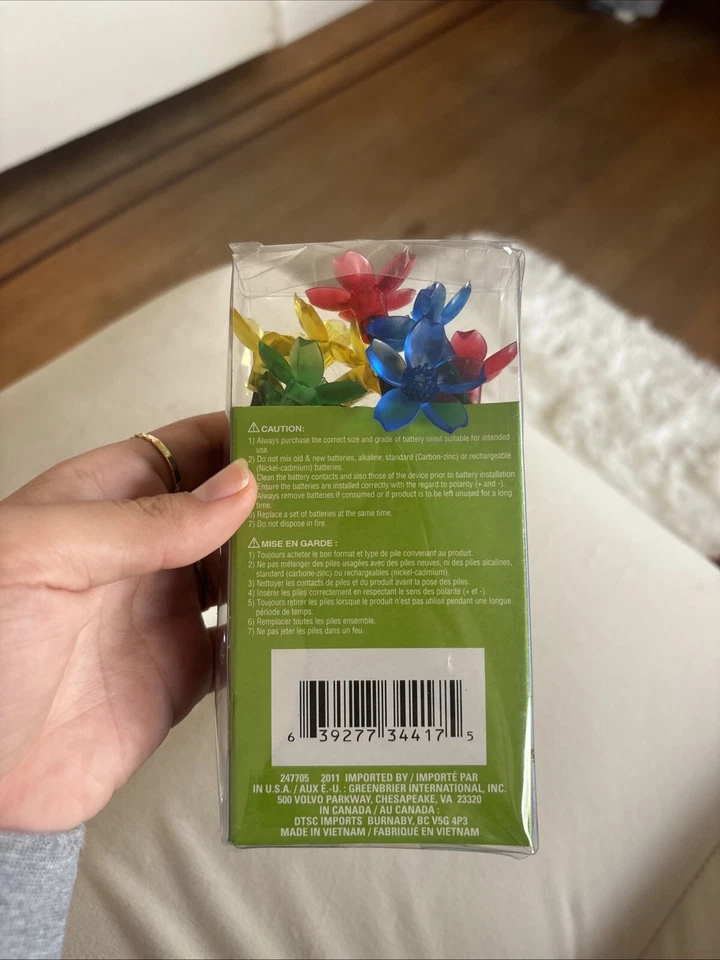 ⚠CAUTION:
1) Always purchase the correct size and grade of battery most suitable for intended
use.
2) Do not mix old & new batteries, alkaline, standard (Carbon-zinc) or rechargeable
(Nickel-cadmium) batteries.
Clean the battery contacts and also those of the device prior to battery installation.
Ensure the batteries are installed correctly with the regard to polarity (+ and -).
Always remove batteries if consumed or if product is to be left unused for a long
time.
Replace a set of batteries at the same time.
7) Do not dispose in fire.
⚠MISE EN GARDE :
1) Toujours acheter le bon format et type de pile convenant au produit.
2) Ne pas mélanger des piles usagées avec des piles neuves, ni des piles alcalines,
standard (carbone-zinc) ou réchargeables (nickel-cadmium).
3) Nettoyer les contacts de piles et du produit avant la pose des piles.
4) Insérer les piles correctement en respectant le sens des polarité (+ et -).
5) Toujours retirer les piles lorsque le produit n'est pas utilisé pendant une longue
période de temps.
6) Remplacer toutes les piles ensemble.
7) Ne pas jeter les piles dans un feu.
6 39277 34417 5
247705 2011 IMPORTED BY / IMPORTÉ PAR
IN U.S.A. / AUX É.-U. : GREENBRIER INTERNATIONAL, INC.
500 VOLVO PARKWAY, CHESAPEAKE, VA 23320
IN CANADA / AU CANADA :
DTSC IMPORTS BURNABY, BC V5G 4P3
MADE IN VIETNAM / FABRIQUÉ EN VIETNAM